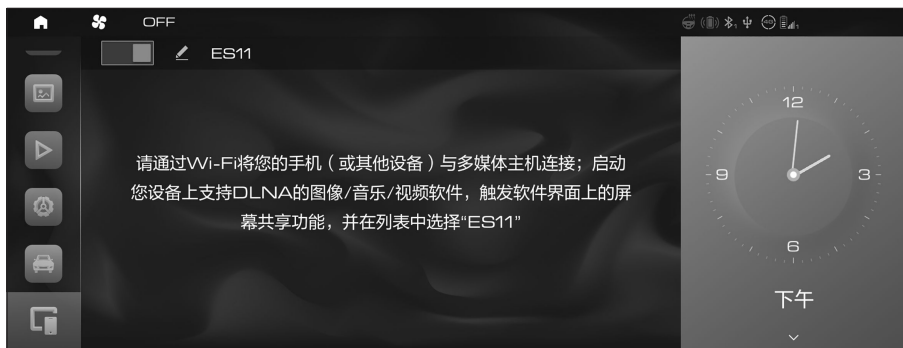 OFF
ES11
请通过Wi-Fi将您的手机（或其他设备）与多媒体主机连接；启动
您设备上支持DLNA的图像/音乐/视频软件，触发软件界面上的屏
幕共享功能，并在列表中选择“ES11”
12
9
3
6
下午